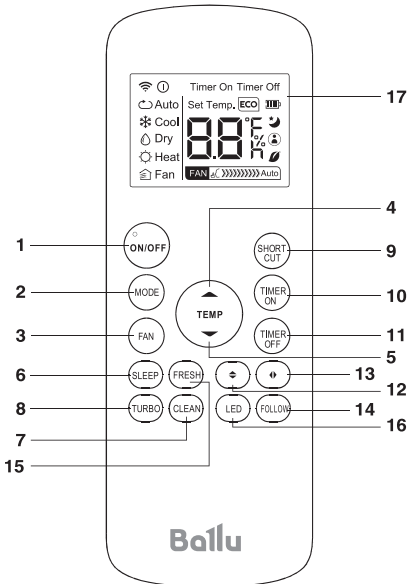 Timer On Timer Off
Auto Set Temp. ECO
Cool
Dry
Heat
Fan
88 °F % h
FAN Auto
17
4
1 ON/OFF
SHORT CUT 9
2 MODE
TEMP
TIMER ON 10
3 FAN
TIMER OFF 11
5
6 SLEEP
FRESH
13
12
8 TURBO
CLEAN
LED
FOLLOW 14
7
16
15
Ballu